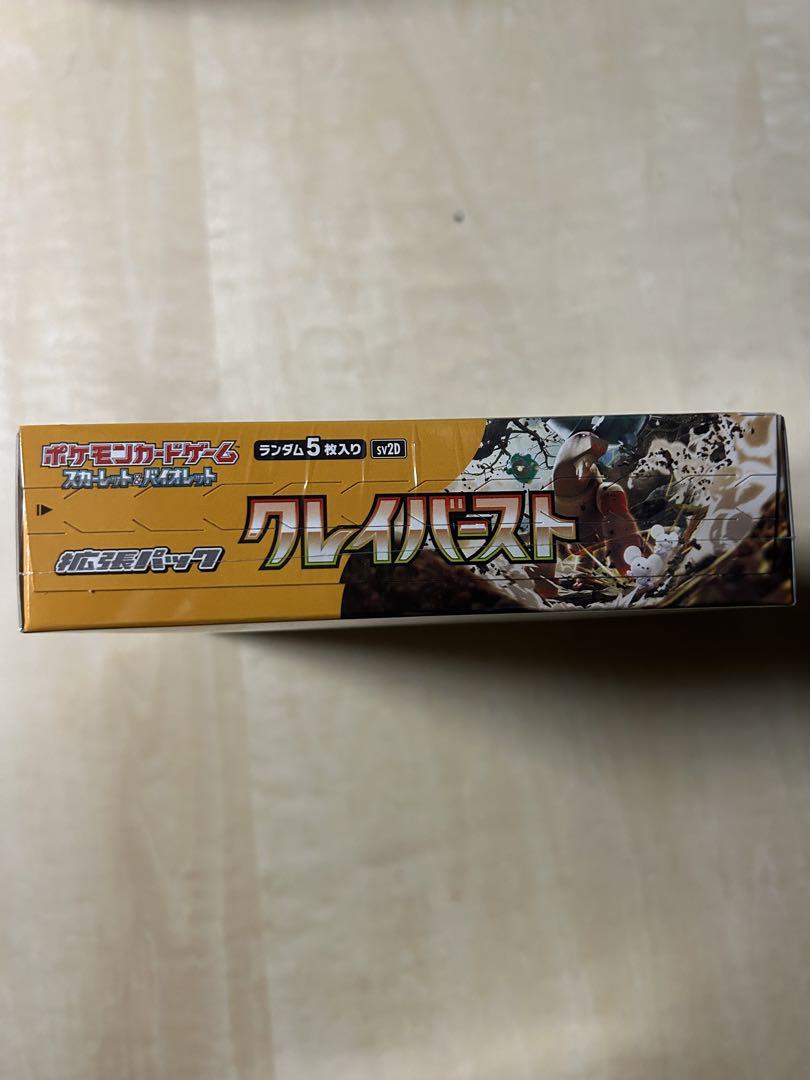 ポケモンカードゲーム
スカーレット&バイオレット
ランダム5枚入り
sv2D
クレイバースト
拡張パック